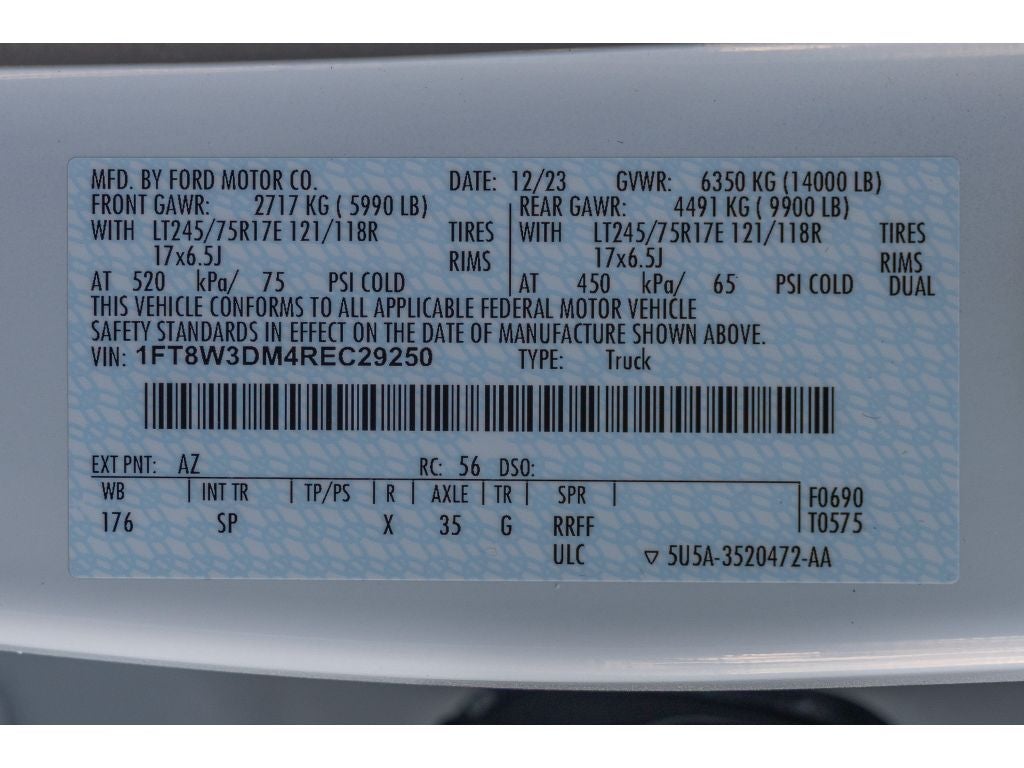 MFD. BY FORD MOTOR CO. DATE: 12/23 GVWR: 6350 KG (14000 LB)
FRONT GAWR: 2717 KG ( 5990 LB) REAR GAWR: 4491 KG ( 9900 LB)
WITH LT245/75R17E 121/118R TIRES WITH LT245/75R17E 121/118R TIRES
17x6.5J RIMS 17x6.5J RIMS
AT 520 kPa/ 75 PSI COLD AT 450 kPa/ 65 PSI COLD DUAL
THIS VEHICLE CONFORMS TO ALL APPLICABLE FEDERAL MOTOR VEHICLE
SAFETY STANDARDS IN EFFECT ON THE DATE OF MANUFACTURE SHOWN ABOVE.
VIN: 1FT8W3DM4REC29250 TYPE: Truck
EXT PNT: AZ RC: 56 DSO:
WB INT TR TP/PS R AXLE TR SPR F0690
176 SP X 35 G RRFF T0575
ULC ▽ 5U5A-3520472-AA